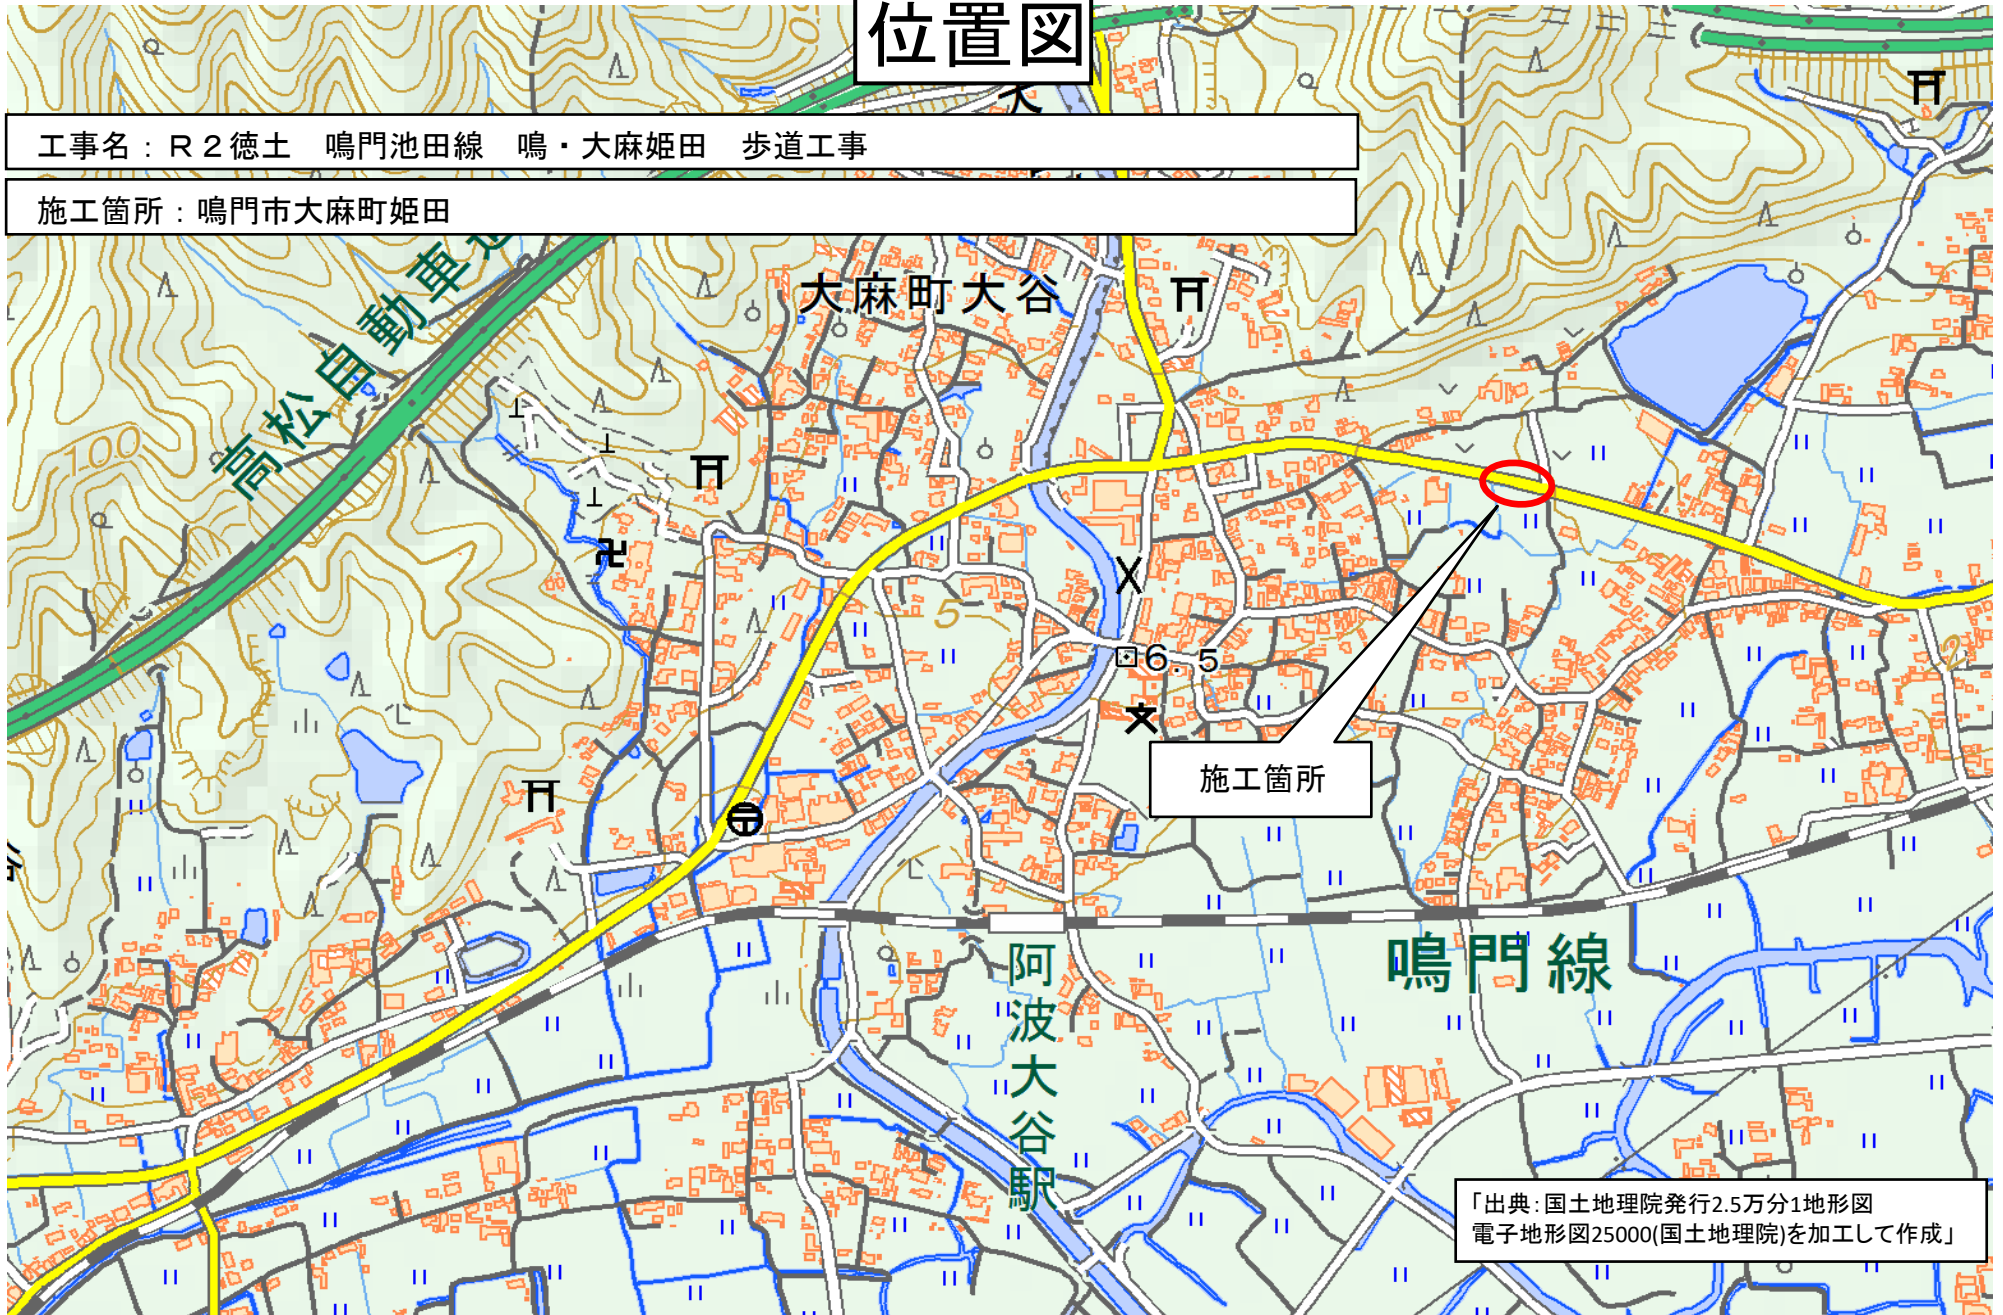 位置図
工事名：Ｒ２徳土　鳴門池田線　鳴・大麻姫田　歩道工事
施工箇所：鳴門市大麻町姫田
高松自動車道
大麻町大谷
100
5
6.5
2
施工箇所
鳴門線
阿波大谷駅
「出典：国土地理院発行2.5万分1地形図
電子地形図25000(国土地理院)を加工して作成」